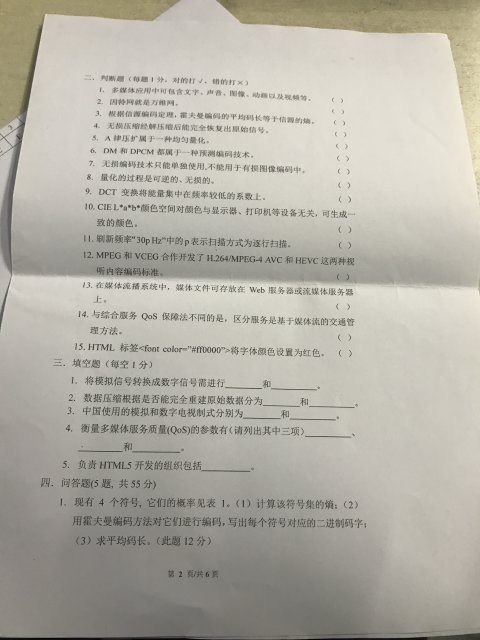 二、判断题（每题1分，对的打√，错的打×）
1. 多媒体应用中可包含文字、声音、图像、动画以及视频等。 （ ）
2. 因特网就是万维网。 （ ）
3. 根据信源编码定理，霍夫曼编码的平均码长等于信源的熵。 （ ）
4. 无损压缩经解压缩后能完全恢复出原始信号。 （ ）
5. A律压扩属于一种均匀量化。 （ ）
6. DM 和 DPCM 都属于一种预测编码技术。 （ ）
7. 无损编码技术只能单独使用,不能用于有损图像编码中。 （ ）
8. 量化的过程是可逆的、无损的。 （ ）
9. DCT 变换将能量集中在频率较低的系数上。 （ ）
10. CIE L*a*b*颜色空间对颜色与显示器、打印机等设备无关，可生成一
致的颜色。 （ ）
11. 刷新频率"30p Hz"中的p表示扫描方式为逐行扫描。 （ ）
12. MPEG 和 VCEG 合作开发了 H.264/MPEG-4 AVC 和 HEVC 这两种视
听内容编码标准。 （ ）
13. 在媒体流播系统中，媒体文件可存放在 Web 服务器或流媒体服务器
上。 （ ）
14. 与综合服务 QoS 保障法不同的是，区分服务是基于媒体流的交通管
理方法。 （ ）
15. HTML 标签<font color="#ff0000">将字体颜色设置为红色。 （ ）
三．填空题（每空1分）
1. 将模拟信号转换成数字信号需进行________和________。
2. 数据压缩根据是否能完全重建原始数据分为________和________。
3. 中国使用的模拟和数字电视制式分别为________和________。
4. 衡量多媒体服务质量(QoS)的参数有(请列出其中三项)________、
________和________。
5. 负责 HTML5 开发的组织包括________。
四．问答题(5 题, 共 55 分)
1. 现有 4 个符号, 它们的概率见表 1。(1) 计算该符号集的熵; (2)
用霍夫曼编码方法对它们进行编码, 写出每个符号对应的二进制码字;
(3) 求平均码长。(此题 12 分)
第 2 页/共 6 页